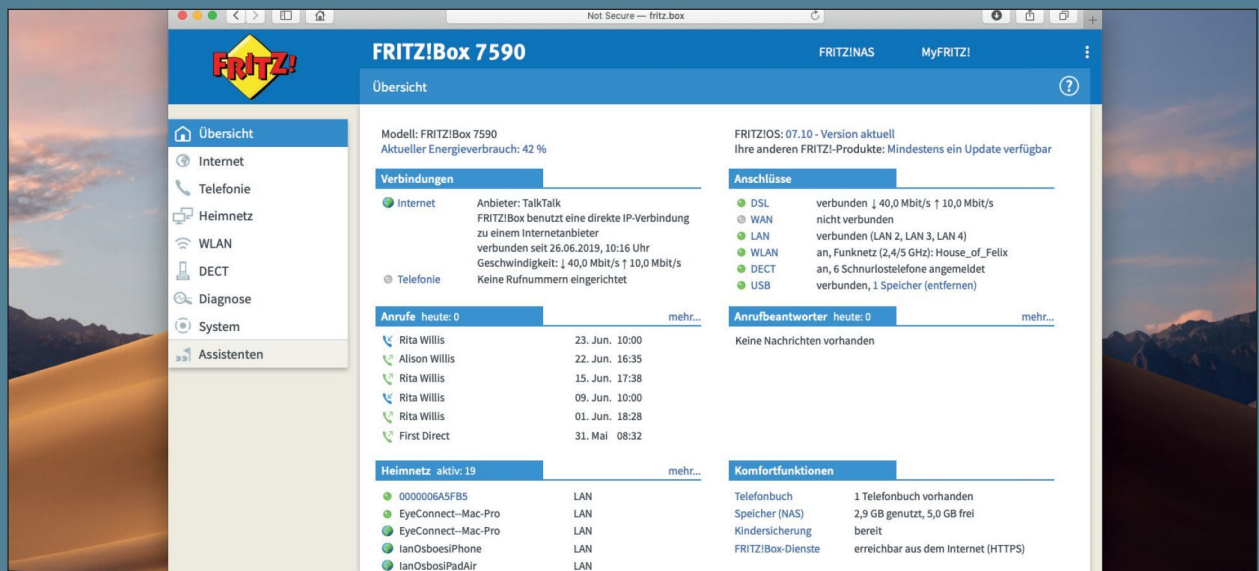 Not Secure — fritz.box
FRITZ!
FRITZ!Box 7590
FRITZ!NAS
MyFRITZ!
Übersicht
?
Übersicht
Internet
Telefonie
Heimnetz
WLAN
DECT
Diagnose
System
Assistenten
Modell: FRITZ!Box 7590
Aktueller Energieverbrauch: 42 %
FRITZ!OS: 07.10 - Version aktuell
Ihre anderen FRITZ!-Produkte: Mindestens ein Update verfügbar
Verbindungen
Internet Anbieter: TalkTalk
FRITZ!Box benutzt eine direkte IP-Verbindung
zu einem Internetanbieter
verbunden seit 26.06.2019, 10:16 Uhr
Geschwindigkeit: ↓ 40,0 Mbit/s ↑ 10,0 Mbit/s
Telefonie Keine Rufnummern eingerichtet
Anschlüsse
DSL verbunden ↓ 40,0 Mbit/s ↑ 10,0 Mbit/s
WAN nicht verbunden
LAN verbunden (LAN 2, LAN 3, LAN 4)
WLAN an, Funknetz (2,4/5 GHz): House_of_Felix
DECT an, 6 Schnurlostelefone angemeldet
USB verbunden, 1 Speicher (entfernen)
Anrufe heute: 0 mehr...
Rita Willis 23. Jun. 10:00
Alison Willis 22. Jun. 16:35
Rita Willis 15. Jun. 17:38
Rita Willis 09. Jun. 10:00
Rita Willis 01. Jun. 18:28
First Direct 31. Mai 08:32
Anrufbeantworter heute: 0 mehr...
Keine Nachrichten vorhanden
Heimnetz aktiv: 19 mehr...
0000006A5FB5 LAN
EyeConnect--Mac-Pro LAN
EyeConnect--Mac-Pro LAN
IanOsboesiPhone LAN
IanOsbosiPadAir LAN
Komfortfunktionen
Telefonbuch 1 Telefonbuch vorhanden
Speicher (NAS) 2,9 GB genutzt, 5,0 GB frei
Kindersicherung bereit
FRITZ!Box-Dienste erreichbar aus dem Internet (HTTPS)